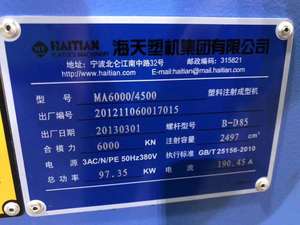 HAITIAN
海天塑机集团有限公司
地址:宁波北仑江南中路32号 邮政编码:315821
http://www.haitian.com E-mail:haitian@mail.haitian.com
型 号 MA6000/4500 塑料注射成型机
出厂编号 201211060017015
出厂日期 20130301 螺杆型号 B-D85
合模力 6000 KN 注射容量 2497 cm³
电源 3AC/N/PE 50Hz380V 执行标准 GB/T25156-2010
功率 97.35 KW 电流 190.45 A